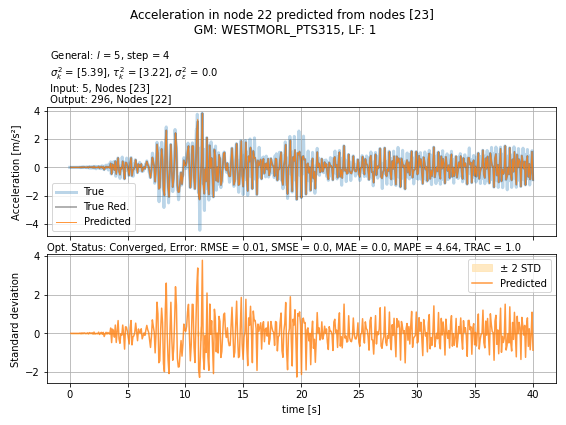 Acceleration in node 22 predicted from nodes [23]
GM: WESTMORL_PTS315, LF: 1
General: l = 5, step = 4
σ²ₖ = [5.39], τ²ₖ = [3.22], σ²ε = 0.0
Input: 5, Nodes [23]
Output: 296, Nodes [22]
Acceleration [m/s²]
4
2
0
−2
−4
True
True Red.
Predicted
Opt. Status: Converged, Error: RMSE = 0.01, SMSE = 0.0, MAE = 0.0, MAPE = 4.64, TRAC = 1.0
Standard deviation
4
2
0
−2
± 2 STD
Predicted
0 5 10 15 20 25 30 35 40
time [s]